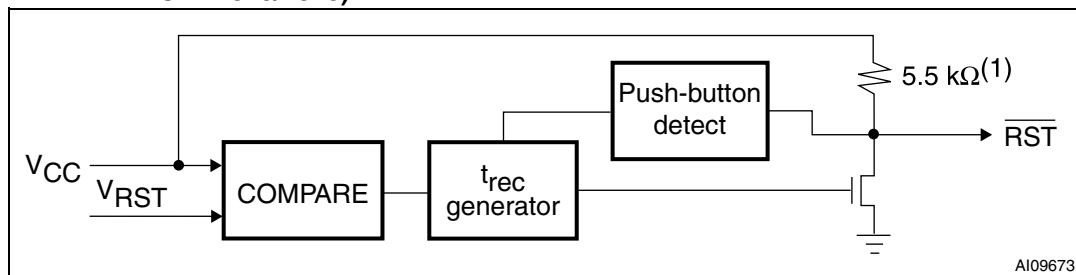 5.5 kΩ(1)
Push-button
detect
RST
VCC
VRST
COMPARE
trec
generator
AI09673